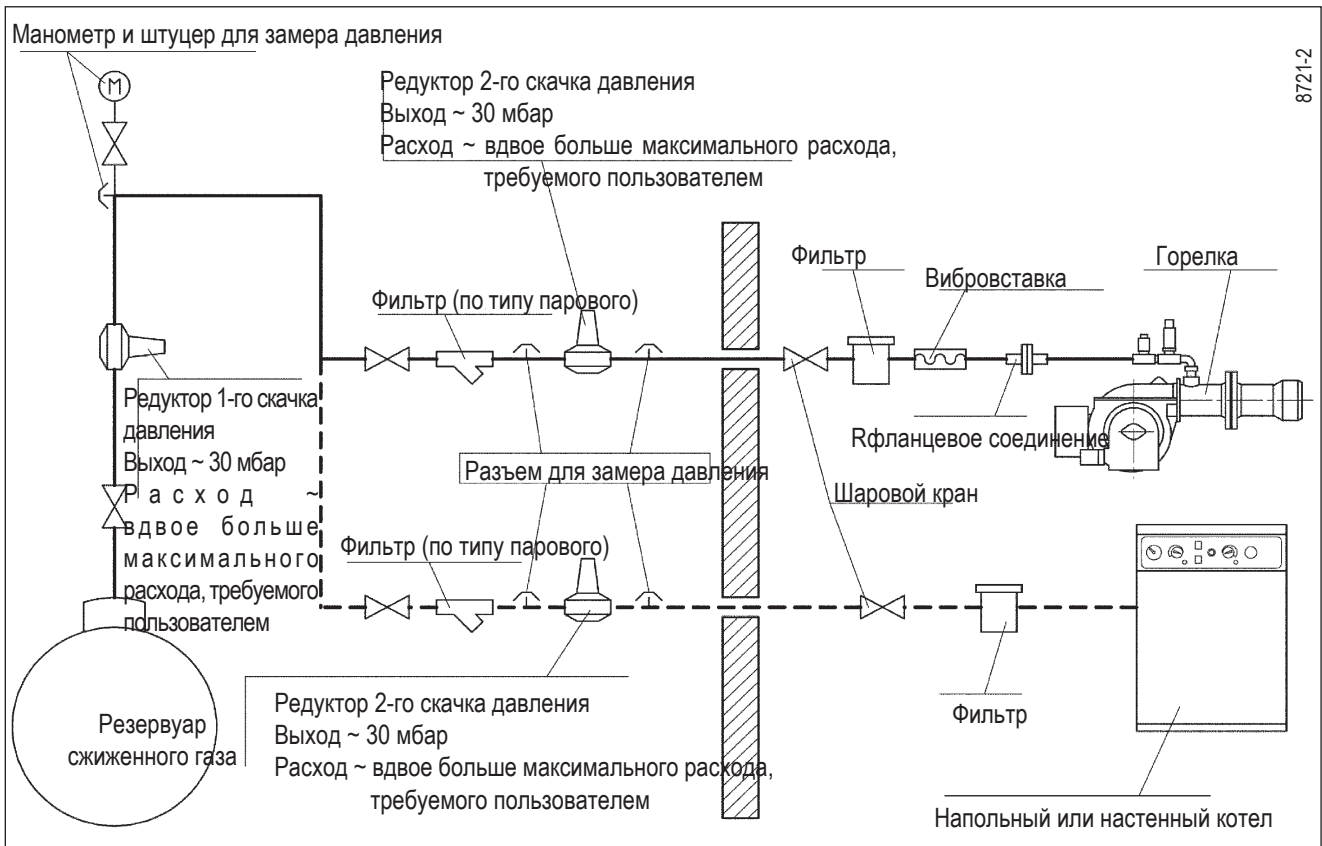 Манометр и штуцер для замера давления
8721-2
Редуктор 2-го скачка давления
Выход ~ 30 мбар
Расход ~ вдвое больше максимального расхода,
требуемого пользователем
M
Фильтр
Вибровставка
Горелка
Фильтр (по типу парового)
Редуктор 1-го скачка
давления
Выход ~ 30 мбар
Расход ~
вдвое больше
максимального
расхода, требуемого
пользователем
Rфланцевое соединение
Разъем для замера давления
Шаровой кран
Фильтр (по типу парового)
Резервуар
сжиженного газа
Редуктор 2-го скачка давления
Выход ~ 30 мбар
Расход ~ вдвое больше максимального расхода,
требуемого пользователем
Фильтр
Напольный или настенный котел